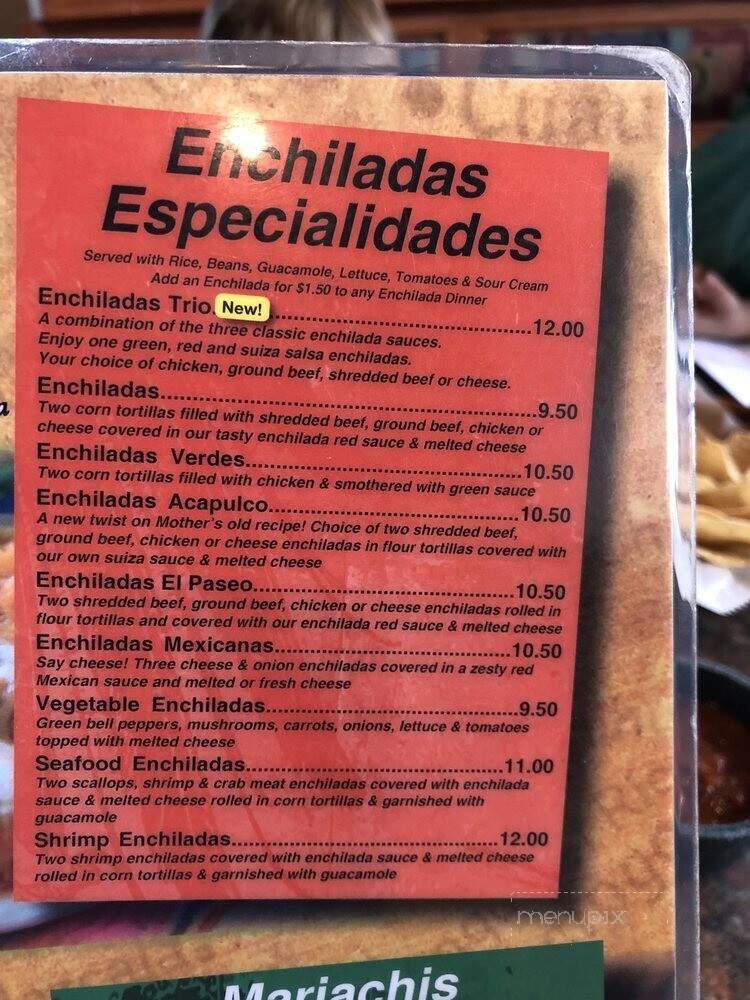 Enchiladas
Especialidades
Served with Rice, Beans, Guacamole, Lettuce, Tomatoes & Sour Cream
Add an Enchilada for $1.50 to any Enchilada Dinner
Enchiladas Trio. New! ........................................12.00
A combination of the three classic enchilada sauces.
Enjoy one green, red and suiza salsa enchiladas.
Your choice of chicken, ground beef, shredded beef or cheese.
Enchiladas............................................................9.50
Two corn tortillas filled with shredded beef, ground beef, chicken or
cheese covered in our tasty enchilada red sauce & melted cheese
Enchiladas Verdes.............................................10.50
Two corn tortillas filled with chicken & smothered with green sauce
Enchiladas Acapulco.........................................10.50
A new twist on Mother's old recipe! Choice of two shredded beef,
ground beef, chicken or cheese enchiladas in flour tortillas covered with
our own suiza sauce & melted cheese
Enchiladas El Paseo..........................................10.50
Two shredded beef, ground beef, chicken or cheese enchiladas rolled in
flour tortillas and covered with our enchilada red sauce & melted cheese
Enchiladas Mexicanas.......................................10.50
Say cheese! Three cheese & onion enchiladas covered in a zesty red
Mexican sauce and melted or fresh cheese
Vegetable Enchiladas.........................................9.50
Green bell peppers, mushrooms, carrots, onions, lettuce & tomatoes
topped with melted cheese
Seafood Enchiladas..........................................11.00
Two scallops, shrimp & crab meat enchiladas covered with enchilada
sauce & melted cheese rolled in corn tortillas & garnished with
guacamole
Shrimp Enchiladas...........................................12.00
Two shrimp enchiladas covered with enchilada sauce & melted cheese
rolled in corn tortillas & garnished with guacamole
menupix
Mariachis